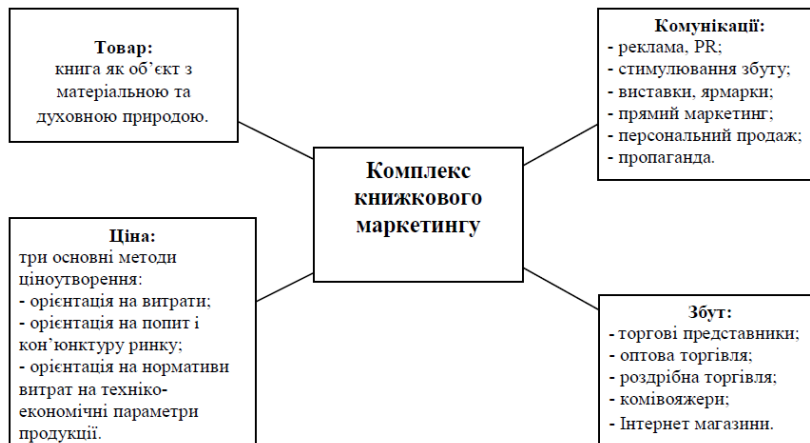 Товар:
книга як об’єкт з
матеріальною та
духовною природою.
Комунікації:
- реклама, PR;
- стимулювання збуту;
- виставки, ярмарки;
- прямий маркетинг;
- персональний продаж;
- пропаганда.
Комплекс
книжкового
маркетингу
Ціна:
три основні методи
ціноутворення:
- орієнтація на витрати;
- орієнтація на попит і
кон’юнктуру ринку;
- орієнтація на нормативи
витрат на техніко-
економічні параметри
продукції.
Збут:
- торгові представники;
- оптова торгівля;
- роздрібна торгівля;
- комівояжери;
- Інтернет магазини.